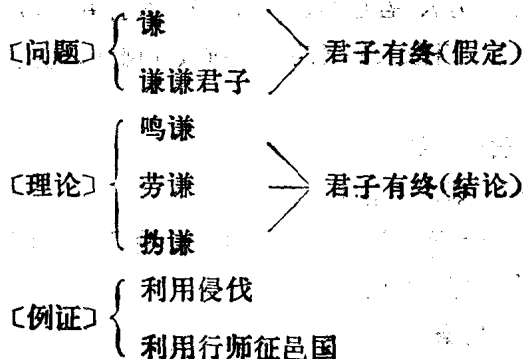 谦
〔问题〕 君子有终(假定)
谦谦君子
鸣谦
〔理论〕 劳谦 君子有终(结论)
㧑谦
利用侵伐
〔例证〕
利用行师征邑国